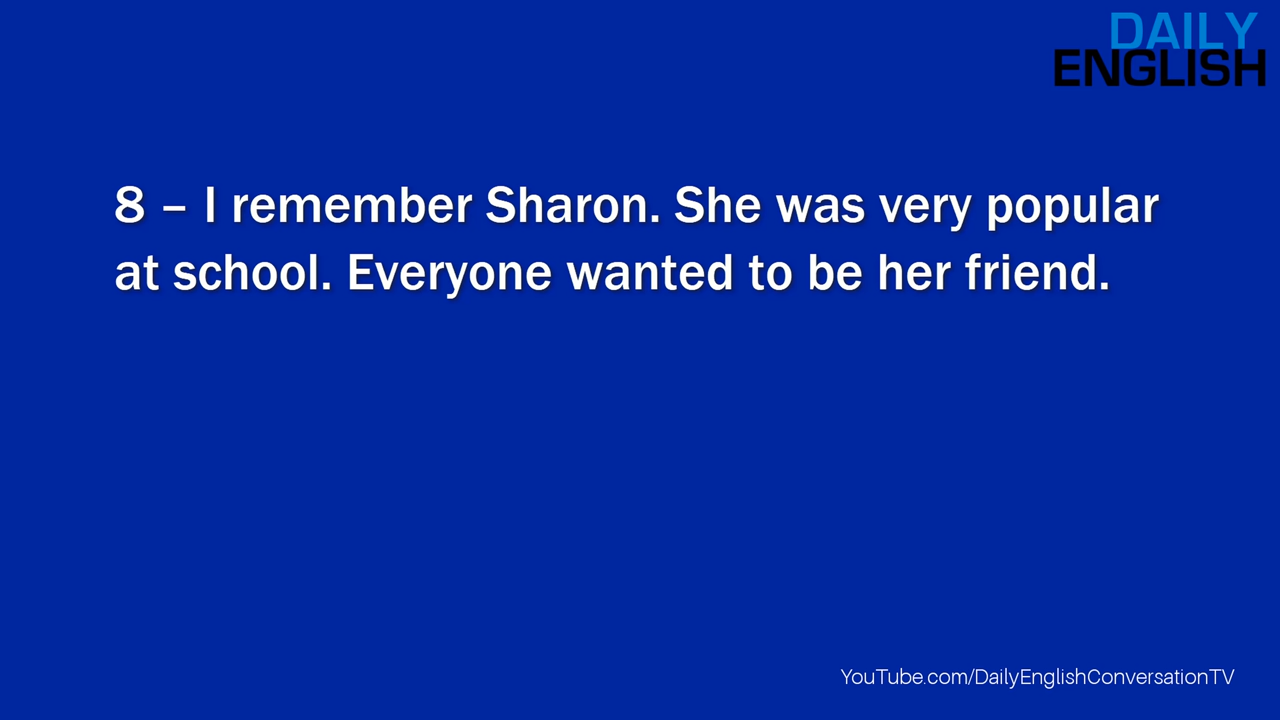 DAILY
ENGLISH
8 – I remember Sharon. She was very popular
at school. Everyone wanted to be her friend.
YouTube.com/DailyEnglishConversationTV